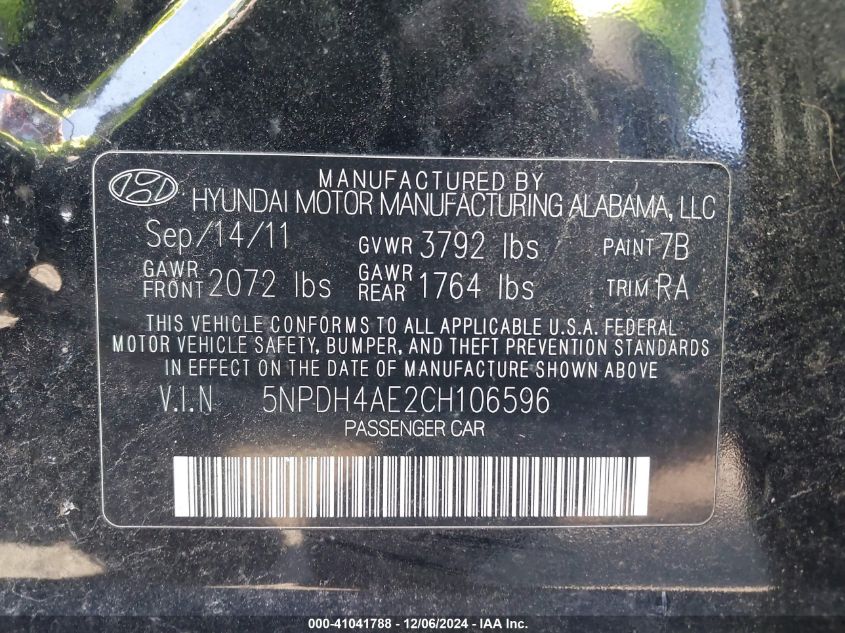 MANUFACTURED BY
HYUNDAI MOTOR MANUFACTURING ALABAMA, LLC
Sep/14/11 GVWR 3792 lbs PAINT 7B
GAWR FRONT 2072 lbs GAWR REAR 1764 lbs TRIM RA
THIS VEHICLE CONFORMS TO ALL APPLICABLE U.S.A. FEDERAL
MOTOR VEHICLE SAFETY, BUMPER, AND THEFT PREVENTION STANDARDS
IN EFFECT ON THE DATE OF MANUFACTURE SHOWN ABOVE
V.I.N 5NPDH4AE2CH106596
PASSENGER CAR
000-41041788 - 12/06/2024 - IAA Inc.